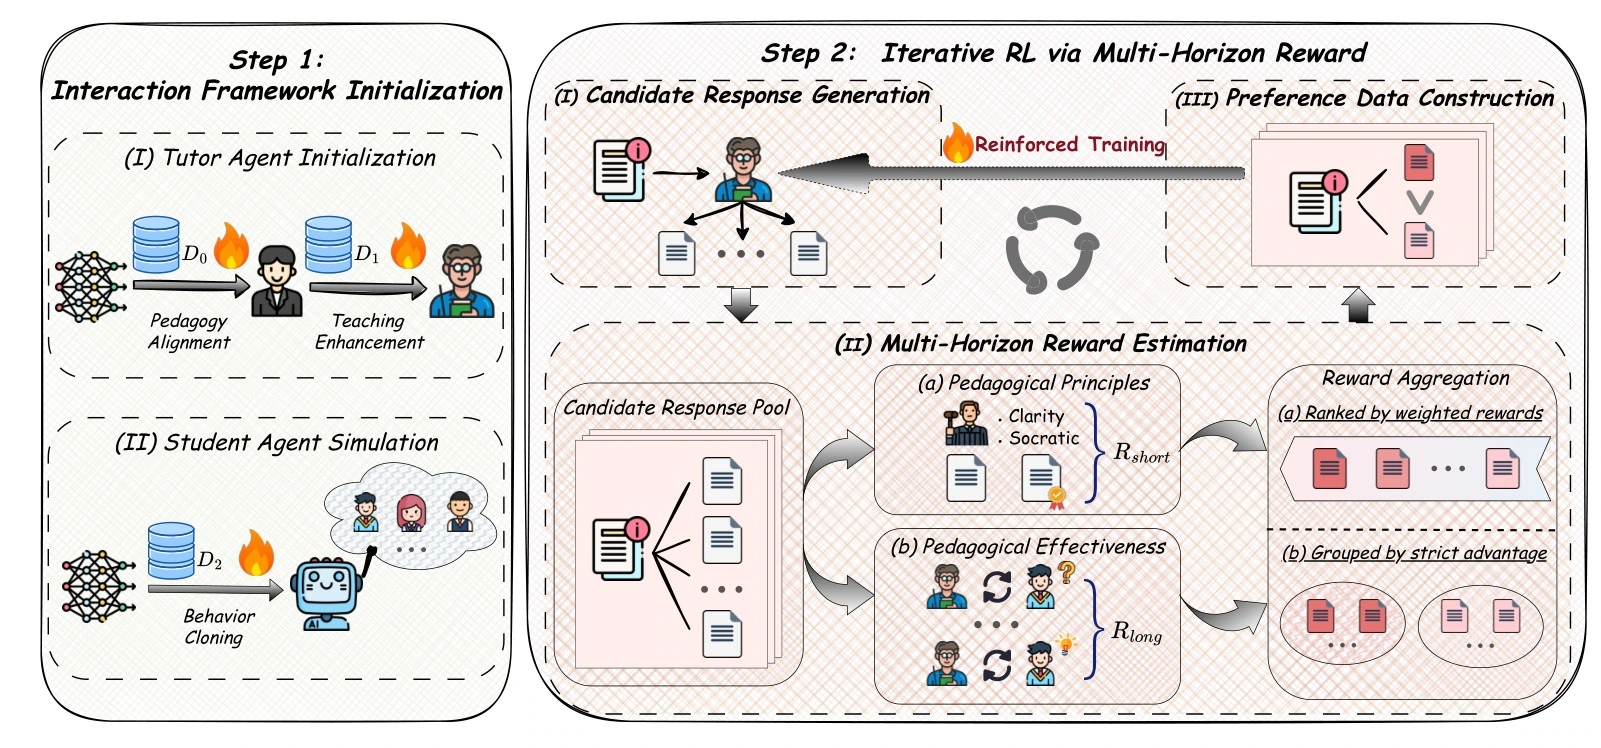 Step 1:
Interaction Framework Initialization
(I) Tutor Agent Initialization
D0
D1
Pedagogy
Alignment
Teaching
Enhancement
(II) Student Agent Simulation
D2
Behavior
Cloning
AI
Step 2: Iterative RL via Multi-Horizon Reward
(I) Candidate Response Generation
i
Reinforced Training
(III) Preference Data Construction
i
(II) Multi-Horizon Reward Estimation
Candidate Response Pool
i
(a) Pedagogical Principles
. Clarity
. Socratic
Rshort
(b) Pedagogical Effectiveness
?
Rlong
Reward Aggregation
(a) Ranked by weighted rewards
(b) Grouped by strict advantage